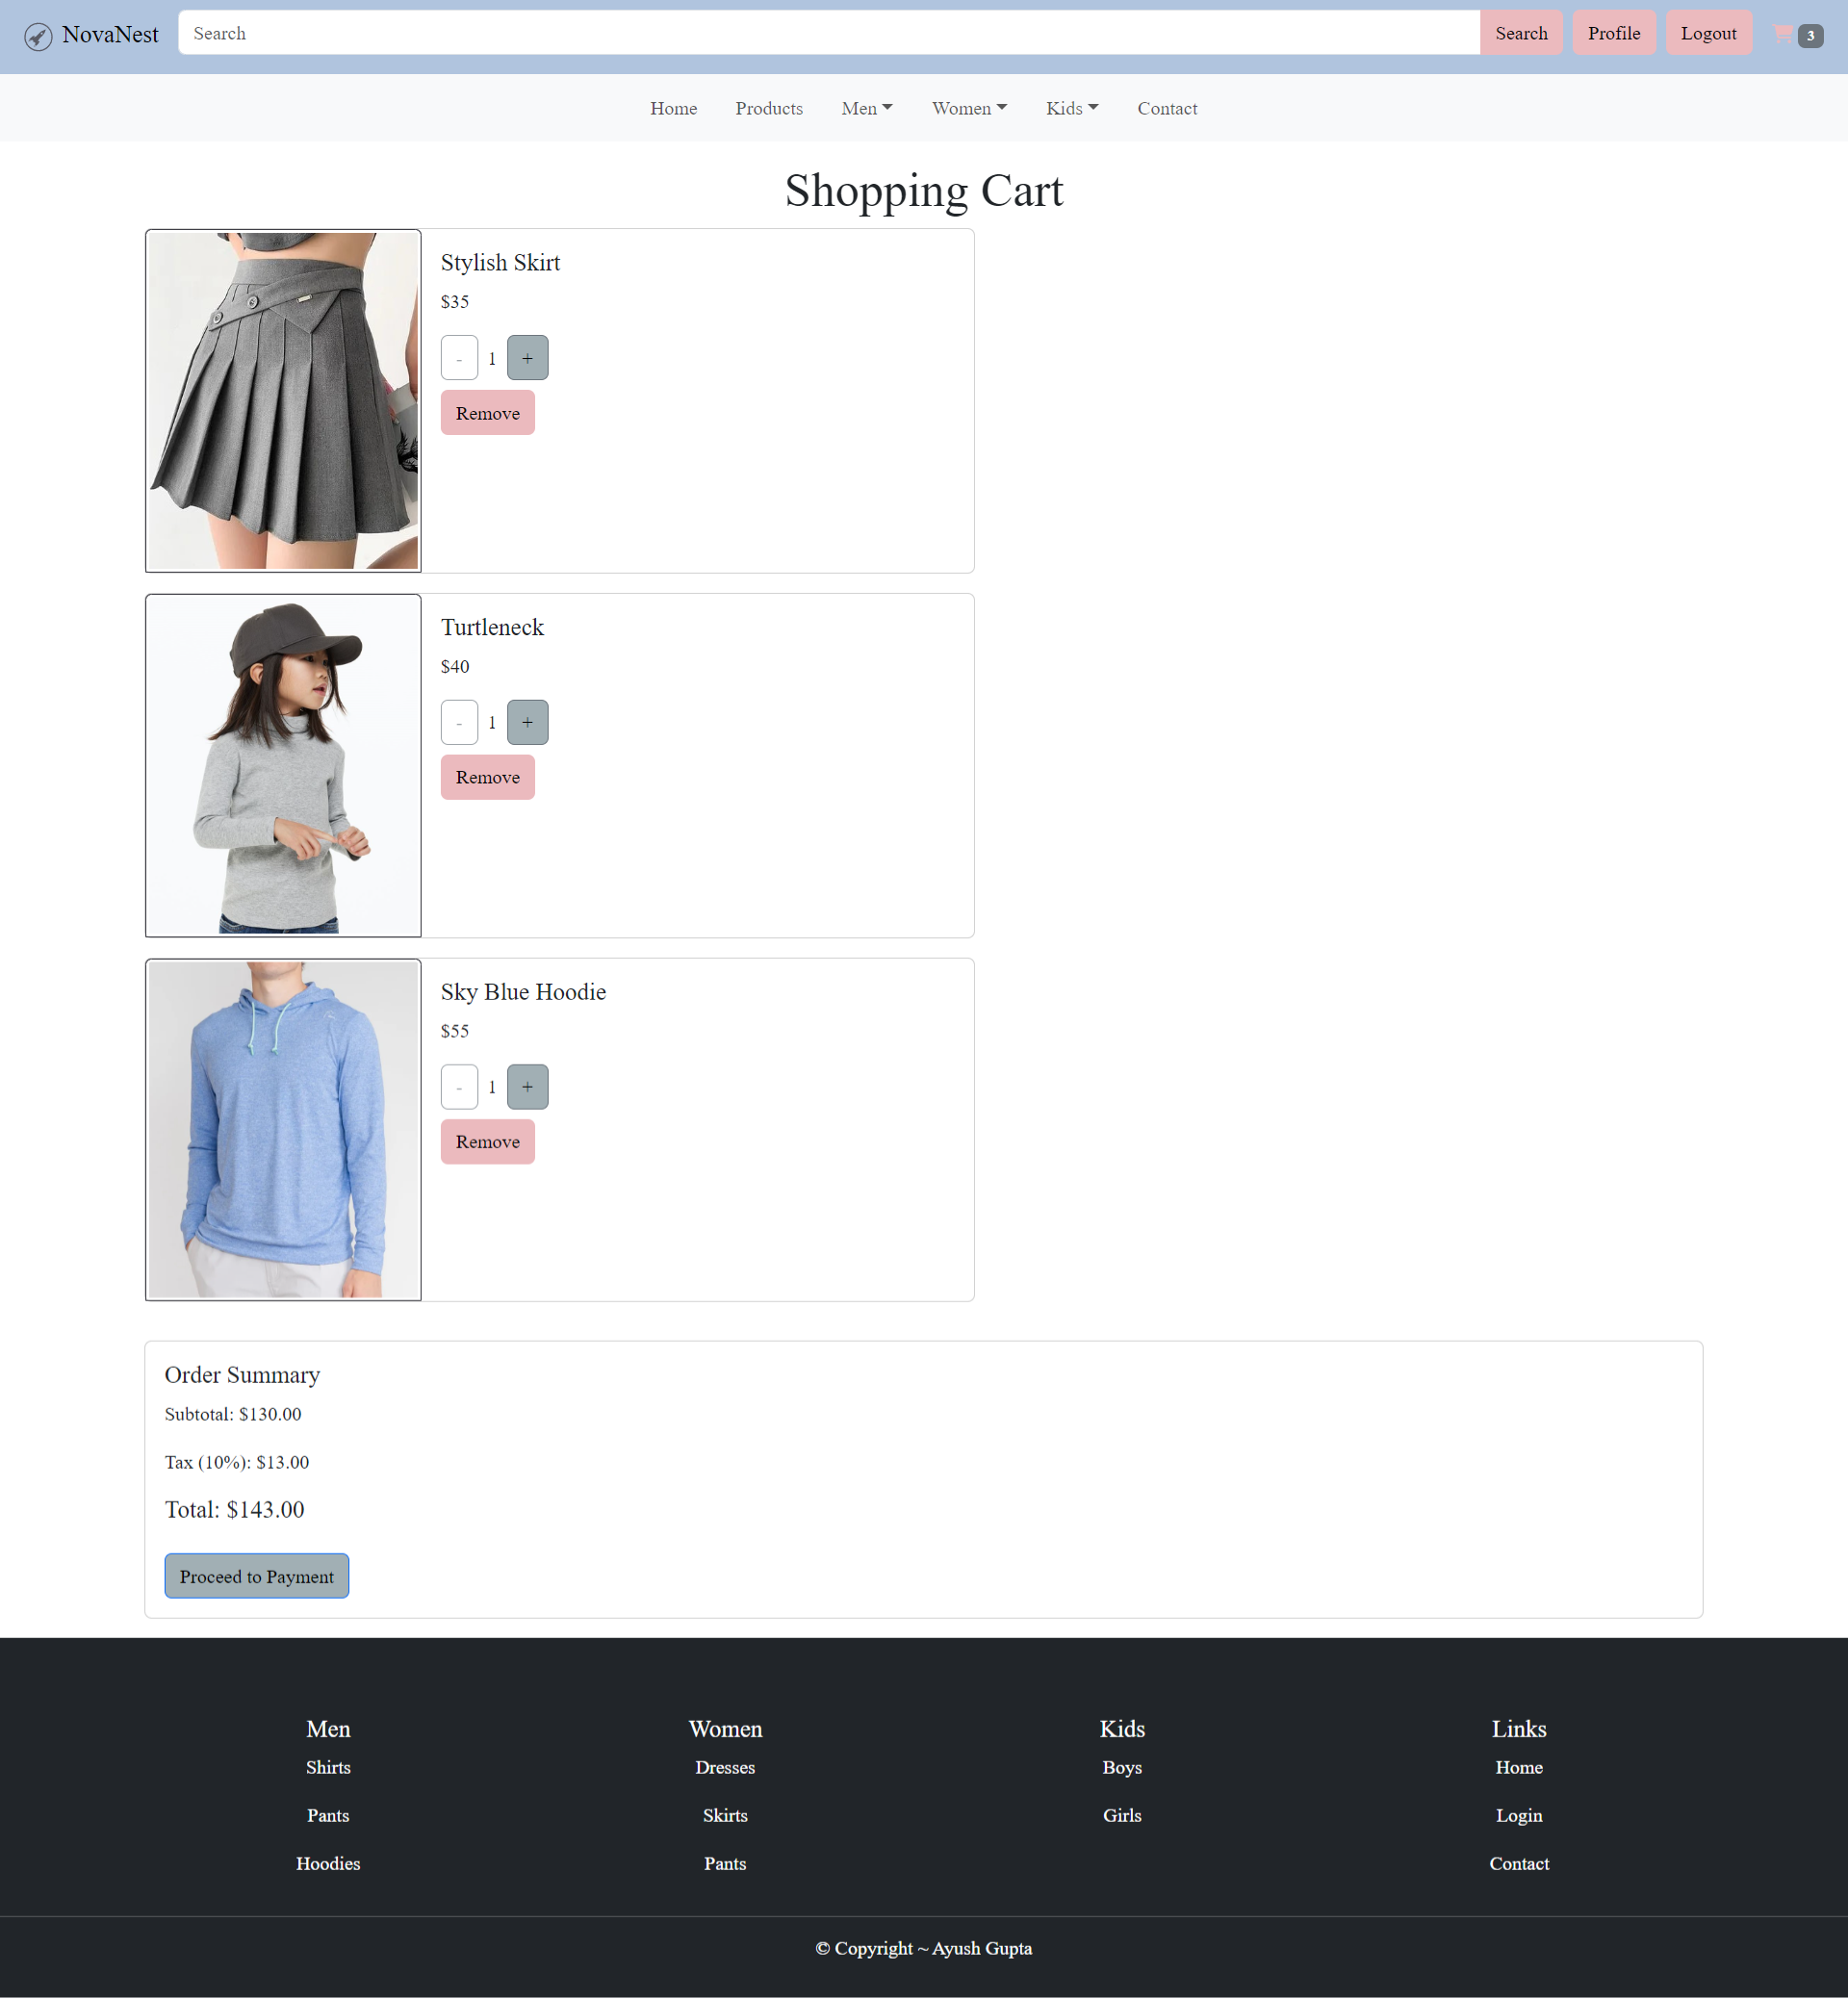 NovaNest Search Search Profile Logout 3
Home Products Men Women Kids Contact
Shopping Cart
Stylish Skirt
$35
- 1 +
Remove
Turtleneck
$40
- 1 +
Remove
Sky Blue Hoodie
$55
- 1 +
Remove
Order Summary
Subtotal: $130.00
Tax (10%): $13.00
Total: $143.00
Proceed to Payment
Men Women Kids Links
Shirts Dresses Boys Home
Pants Skirts Girls Login
Hoodies Pants Contact
© Copyright ~ Ayush Gupta